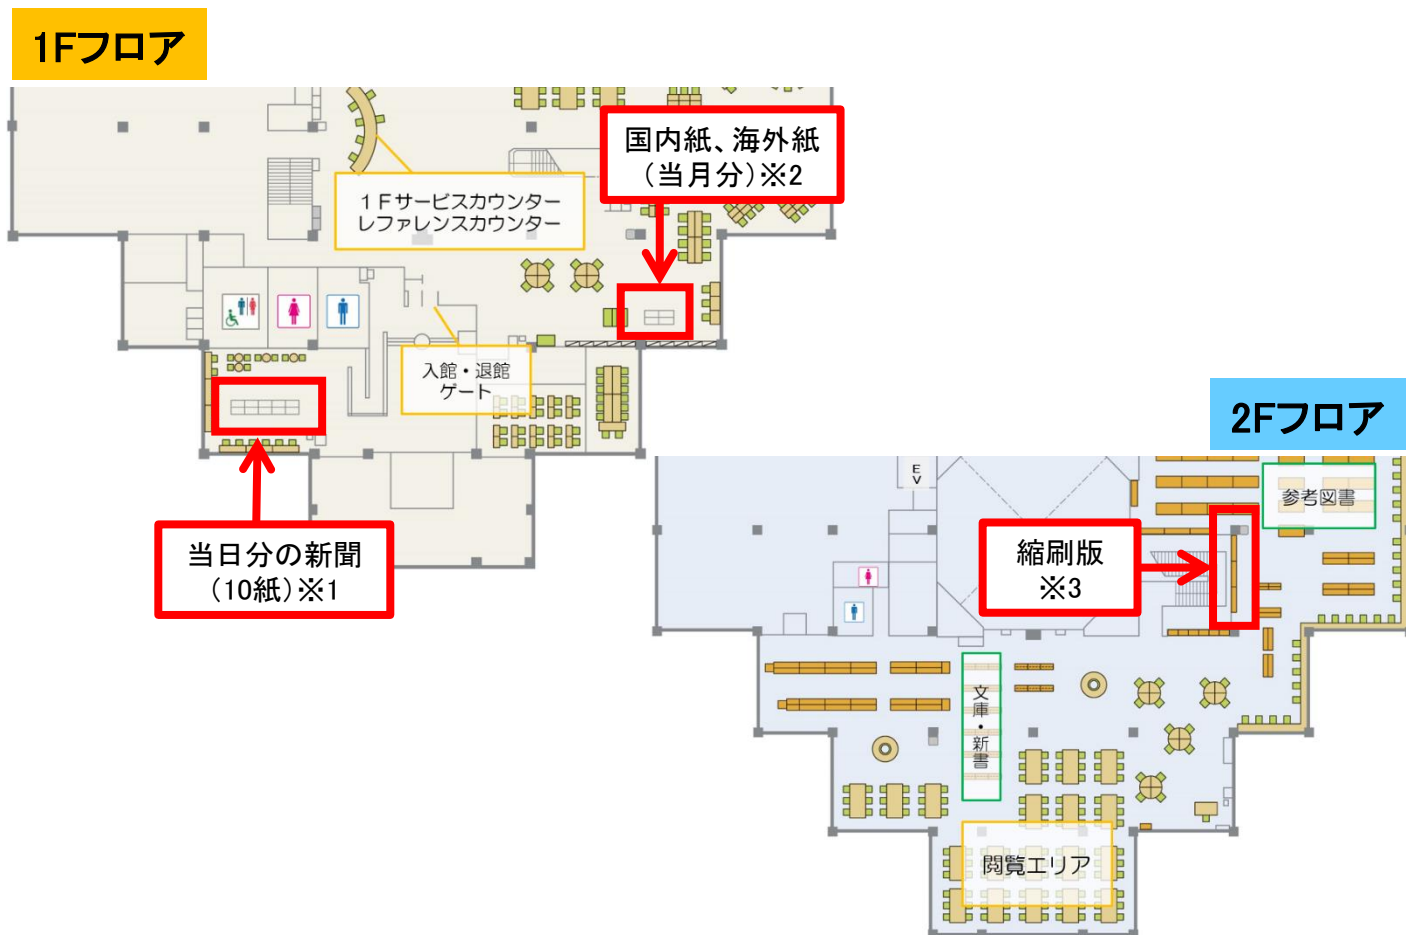 1Fフロア
国内紙、海外紙
(当月分)※2
1Fサービスカウンター
レファレンスカウンター
入館・退館
ゲート
当日分の新聞
(10紙)※1
2Fフロア
EV
参考図書
縮刷版
※3
文庫・新書
閲覧エリア